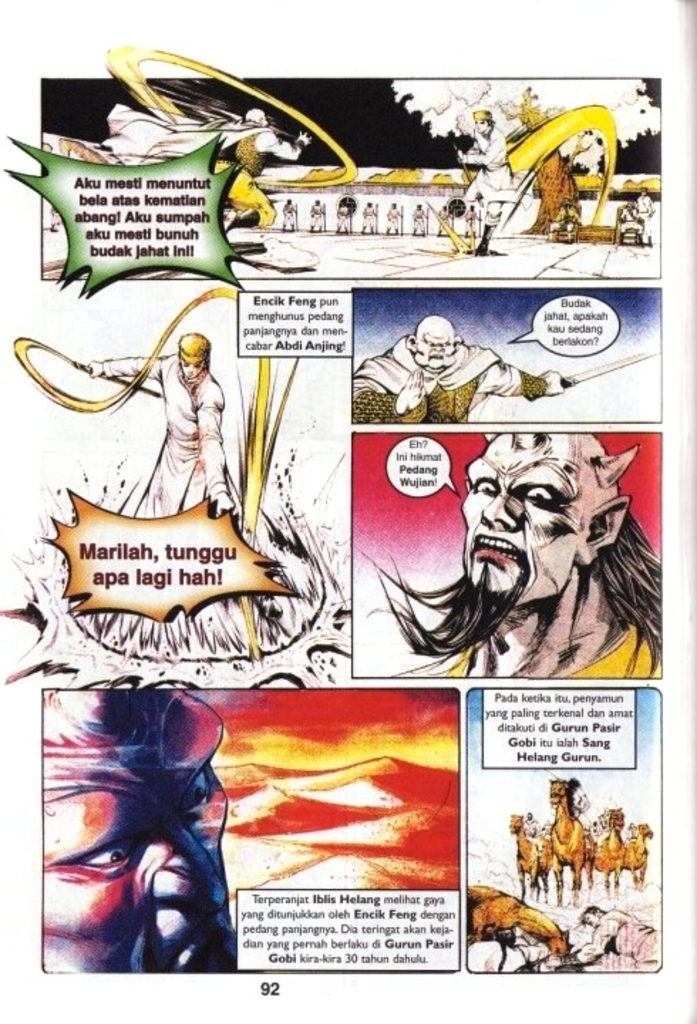 Aku mesti menuntut
bela atas kematian
abang! Aku sumpah
aku mesti bunuh
budak jahat ini!
Encik Feng pun
menghunus pedang
panjangnya dan men-
cabar Abdi Anjing!
Budak
jahat, apakah
kau sedang
berlakon?
Marilah, tunggu
apa lagi hah!
Eh?
Ini hikmat
Pedang
Wujian!
Terperanjat Iblis Helang melihat gaya
yang ditunjukkan oleh Encik Feng dengan
pedang panjangnya. Dia teringat akan keja-
dian yang pernah berlaku di Gurun Pasir
Gobi kira-kira 30 tahun dahulu.
Pada ketika itu, penyamun
yang paling terkenal dan amat
ditakuti di Gurun Pasir
Gobi itu ialah Sang
Helang Gurun.
92